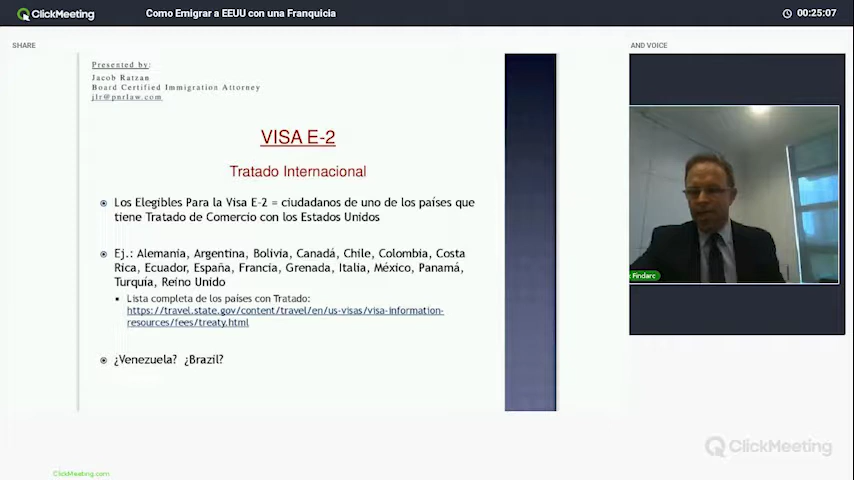 ClickMeeting
Como Emigrar a EEUU con una Franquicia
00:25:07
SHARE
AND VOICE
Presented by:
Jacob Ratzan
Board Certified Immigration Attorney
jlr@pnrlaw.com
VISA E-2
Tratado Internacional
Los Elegibles Para la Visa E-2 = ciudadanos de uno de los países que
tiene Tratado de Comercio con los Estados Unidos
Ej.: Alemania, Argentina, Bolivia, Canadá, Chile, Colombia, Costa
Rica, Ecuador, España, Francia, Grenada, Italia, México, Panamá,
Turquía, Reino Unido
Lista completa de los países con Tratado:
https://travel.state.gov/content/travel/en/us-visas/visa-information-
resources/fees/treaty.html
¿Venezuela? ¿Brazil?
Findarc
ClickMeeting
ClickMeeting.com